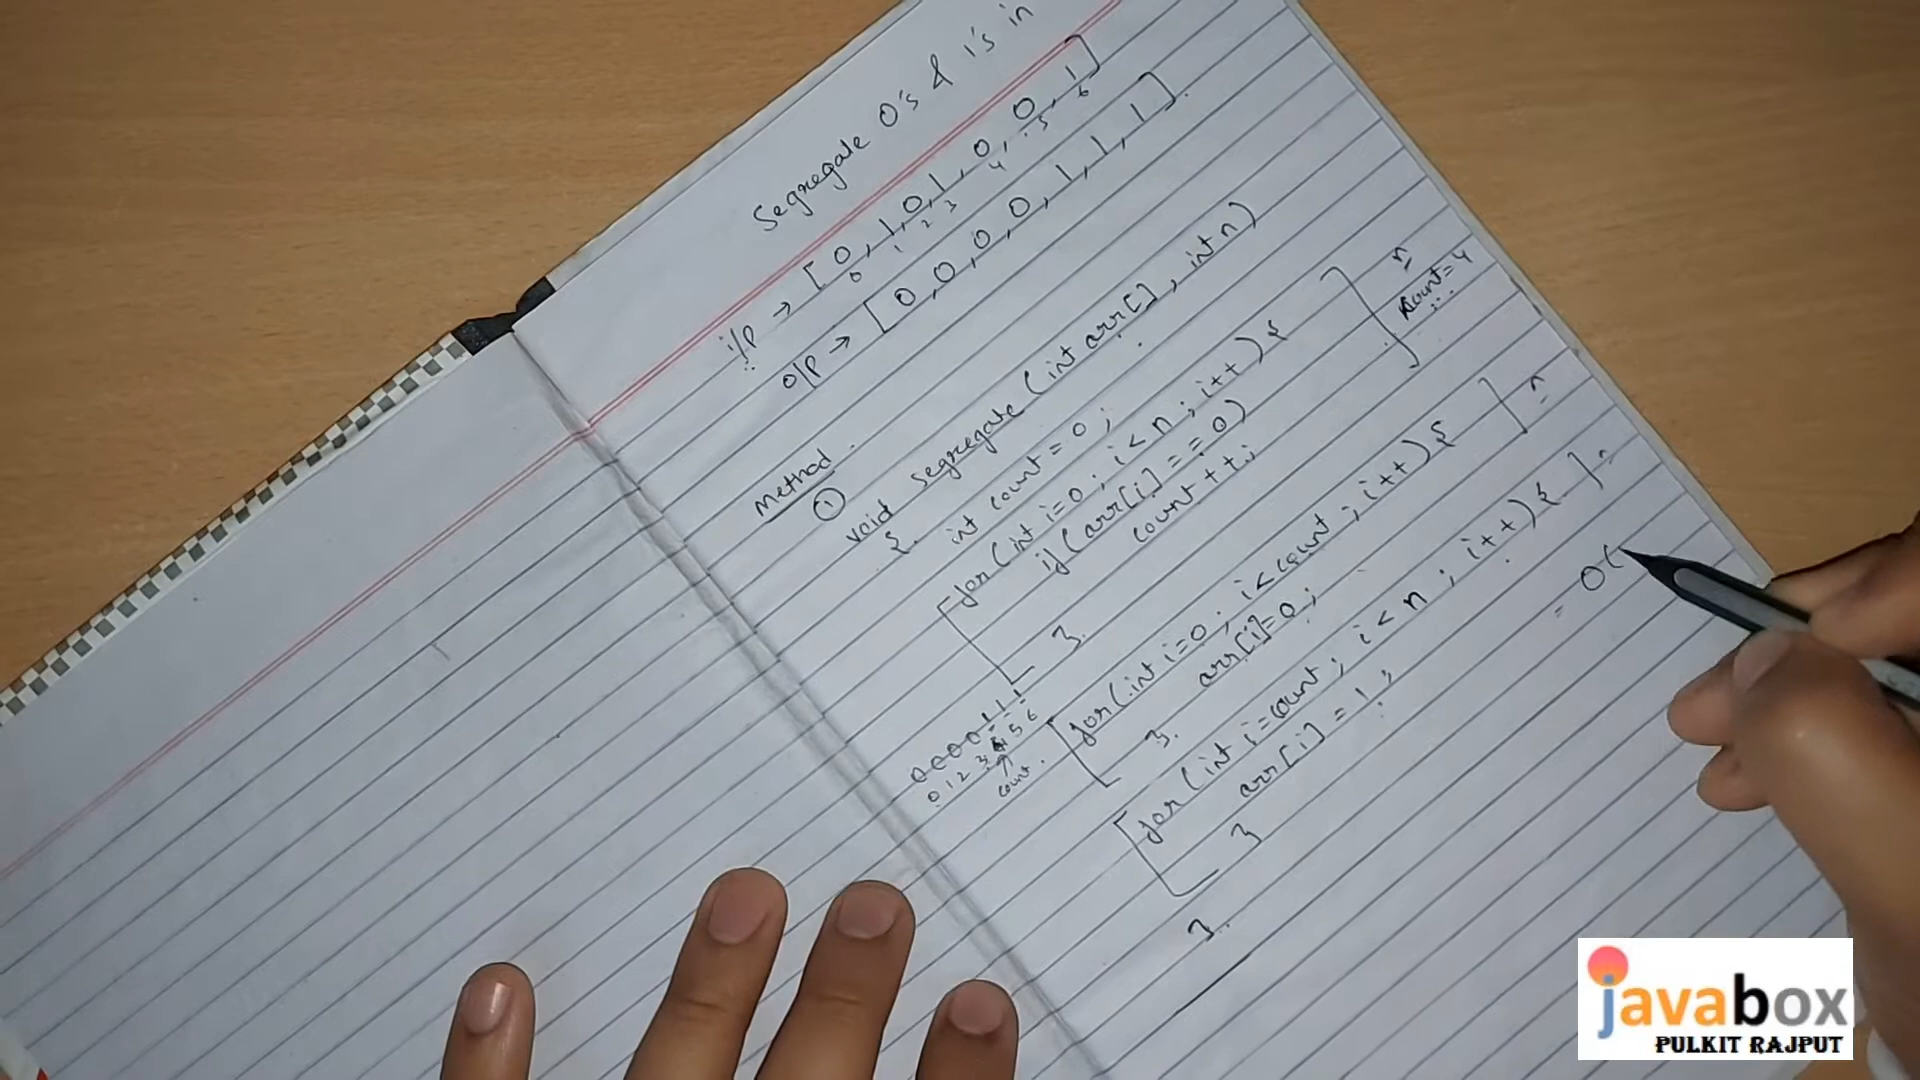 Segregate 0's & 1's in
i/p → [0, 1, 0, 1, 0, 0, 1]
0 1 2 3 4 5 6
o/p → [0, 0, 0, 0, 1, 1, 1].
Method
①
void segregate (int arr[], int n)
{ int count = 0;
for (int i=0; i<n; i++) {
if (arr[i] == 0)
count++;
}
n
count=4
for (int i=0; i<count; i++) {
arr[i]=0;
}
n
for (int i=count; i<n; i++) {
arr[i] = 1;
}
n
}
0 0 0 0 1 1 1
0 1 2 3 4 5 6
count.
= O(
javabox
PULKIT RAJPUT